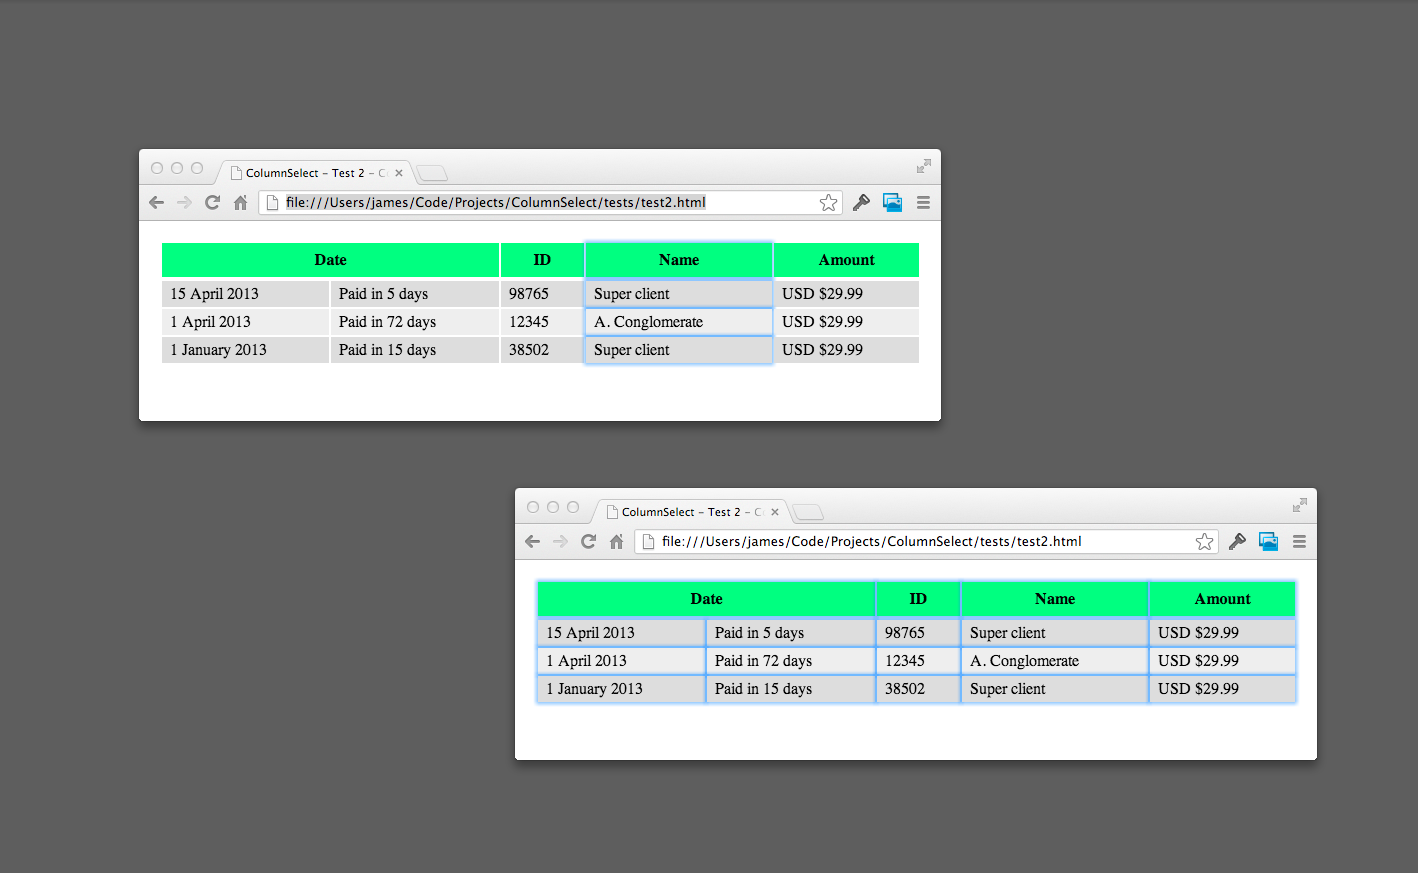 ColumnSelect – Test 2 – C
file:///Users/james/Code/Projects/ColumnSelect/tests/test2.html
Date ID Name Amount
15 April 2013 Paid in 5 days 98765 Super client USD $29.99
1 April 2013 Paid in 72 days 12345 A. Conglomerate USD $29.99
1 January 2013 Paid in 15 days 38502 Super client USD $29.99
ColumnSelect – Test 2 – C
file:///Users/james/Code/Projects/ColumnSelect/tests/test2.html
Date ID Name Amount
15 April 2013 Paid in 5 days 98765 Super client USD $29.99
1 April 2013 Paid in 72 days 12345 A. Conglomerate USD $29.99
1 January 2013 Paid in 15 days 38502 Super client USD $29.99